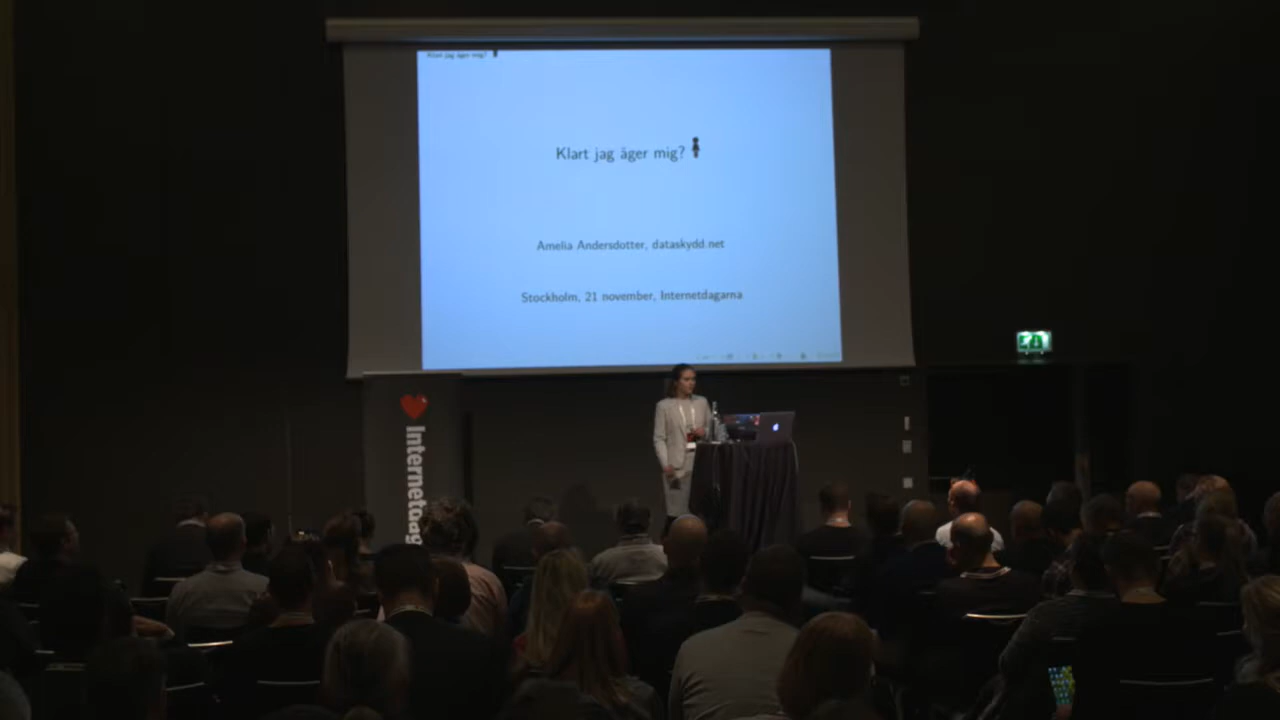 Klart jag äger mig?
Klart jag äger mig?
Amelia Andersdotter, dataskydd.net
Stockholm, 21 november, Internetdagarna
Internetdag